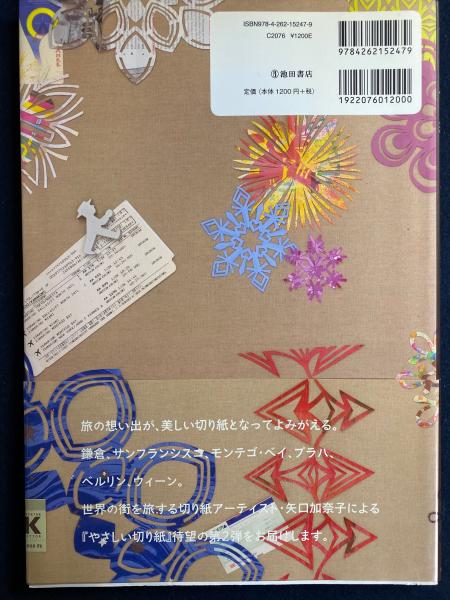 ISBN978-4-262-15247-9
C2076 ¥1200E
池田書店
定価(本体1200円+税)
9784262152479
1922076012000
旅の想い出が、美しい切り紙となってよみがえる。
鎌倉、サンフランシスコ、モンテゴ・ベイ、プラハ、
ベルリン、ウィーン。
世界の街を旅する切り紙アーティスト・矢口加奈子による
『やさしい切り紙』待望の第2弾をお届けします。
K